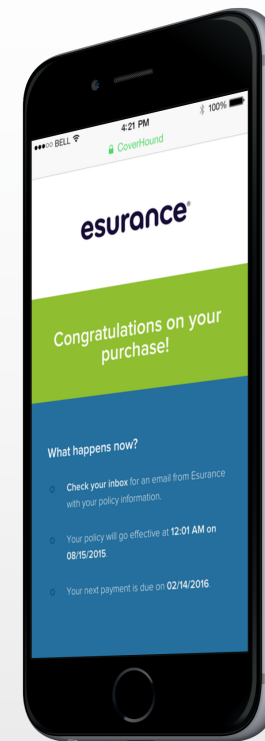 BELL 4:21 PM 100%
CoverHound
esurance®
Congratulations on your
purchase!
What happens now?
Check your inbox for an email from Esurance
with your policy information.
Your policy will go effective at 12:01 AM on
08/15/2015.
Your next payment is due on 02/14/2016.